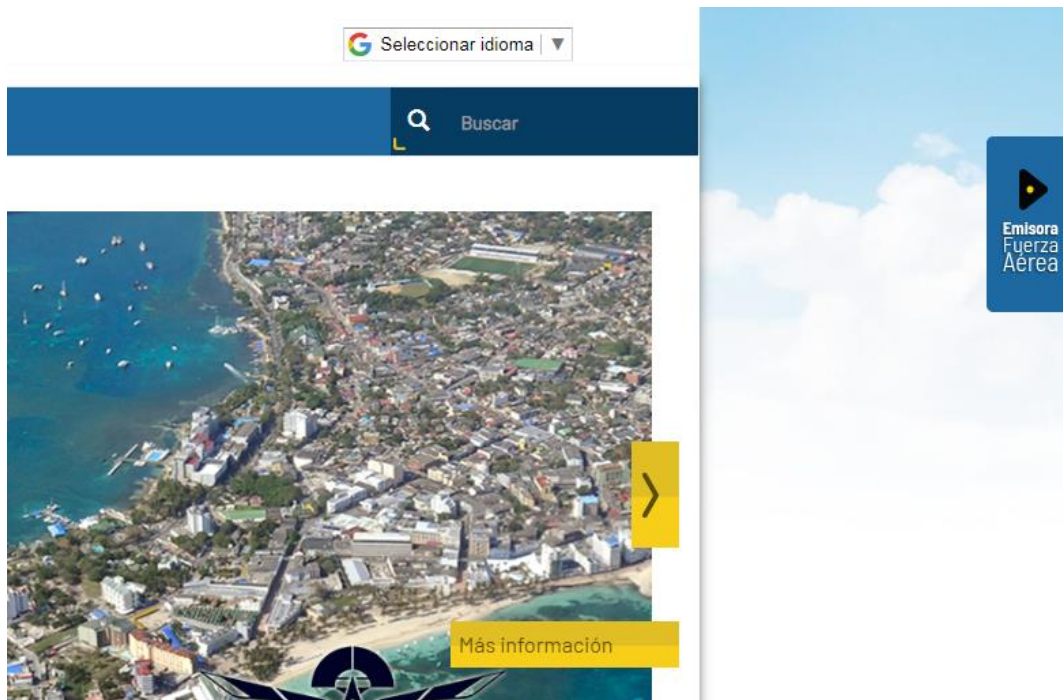 Seleccionar idioma
Buscar
Emisora
Fuerza
Aérea
Más información